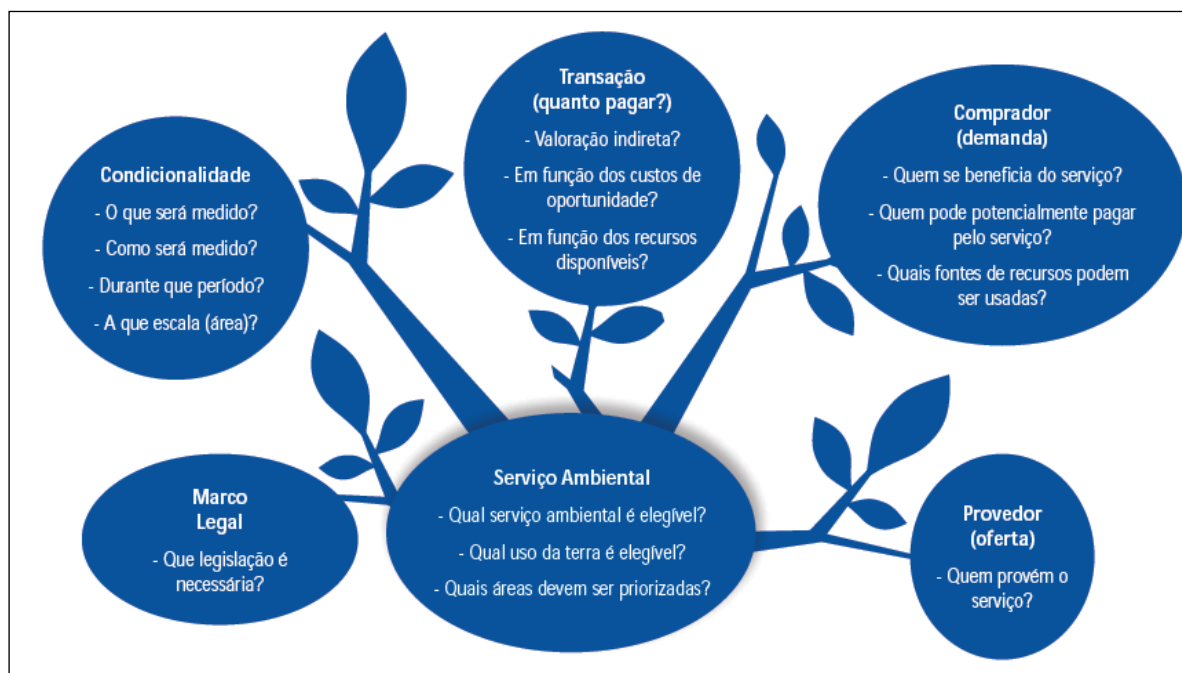 Condicionalidade
- O que será medido?
- Como será medido?
- Durante que período?
- A que escala (área)?
Transação
(quanto pagar?)
- Valoração indireta?
- Em função dos custos de
oportunidade?
- Em função dos recursos
disponíveis?
Comprador
(demanda)
- Quem se beneficia do serviço?
- Quem pode potencialmente pagar
pelo serviço?
- Quais fontes de recursos podem
ser usadas?
Marco
Legal
- Que legislação é
necessária?
Serviço Ambiental
- Qual serviço ambiental é elegível?
- Qual uso da terra é elegível?
- Quais áreas devem ser priorizadas?
Provedor
(oferta)
- Quem provém o
serviço?